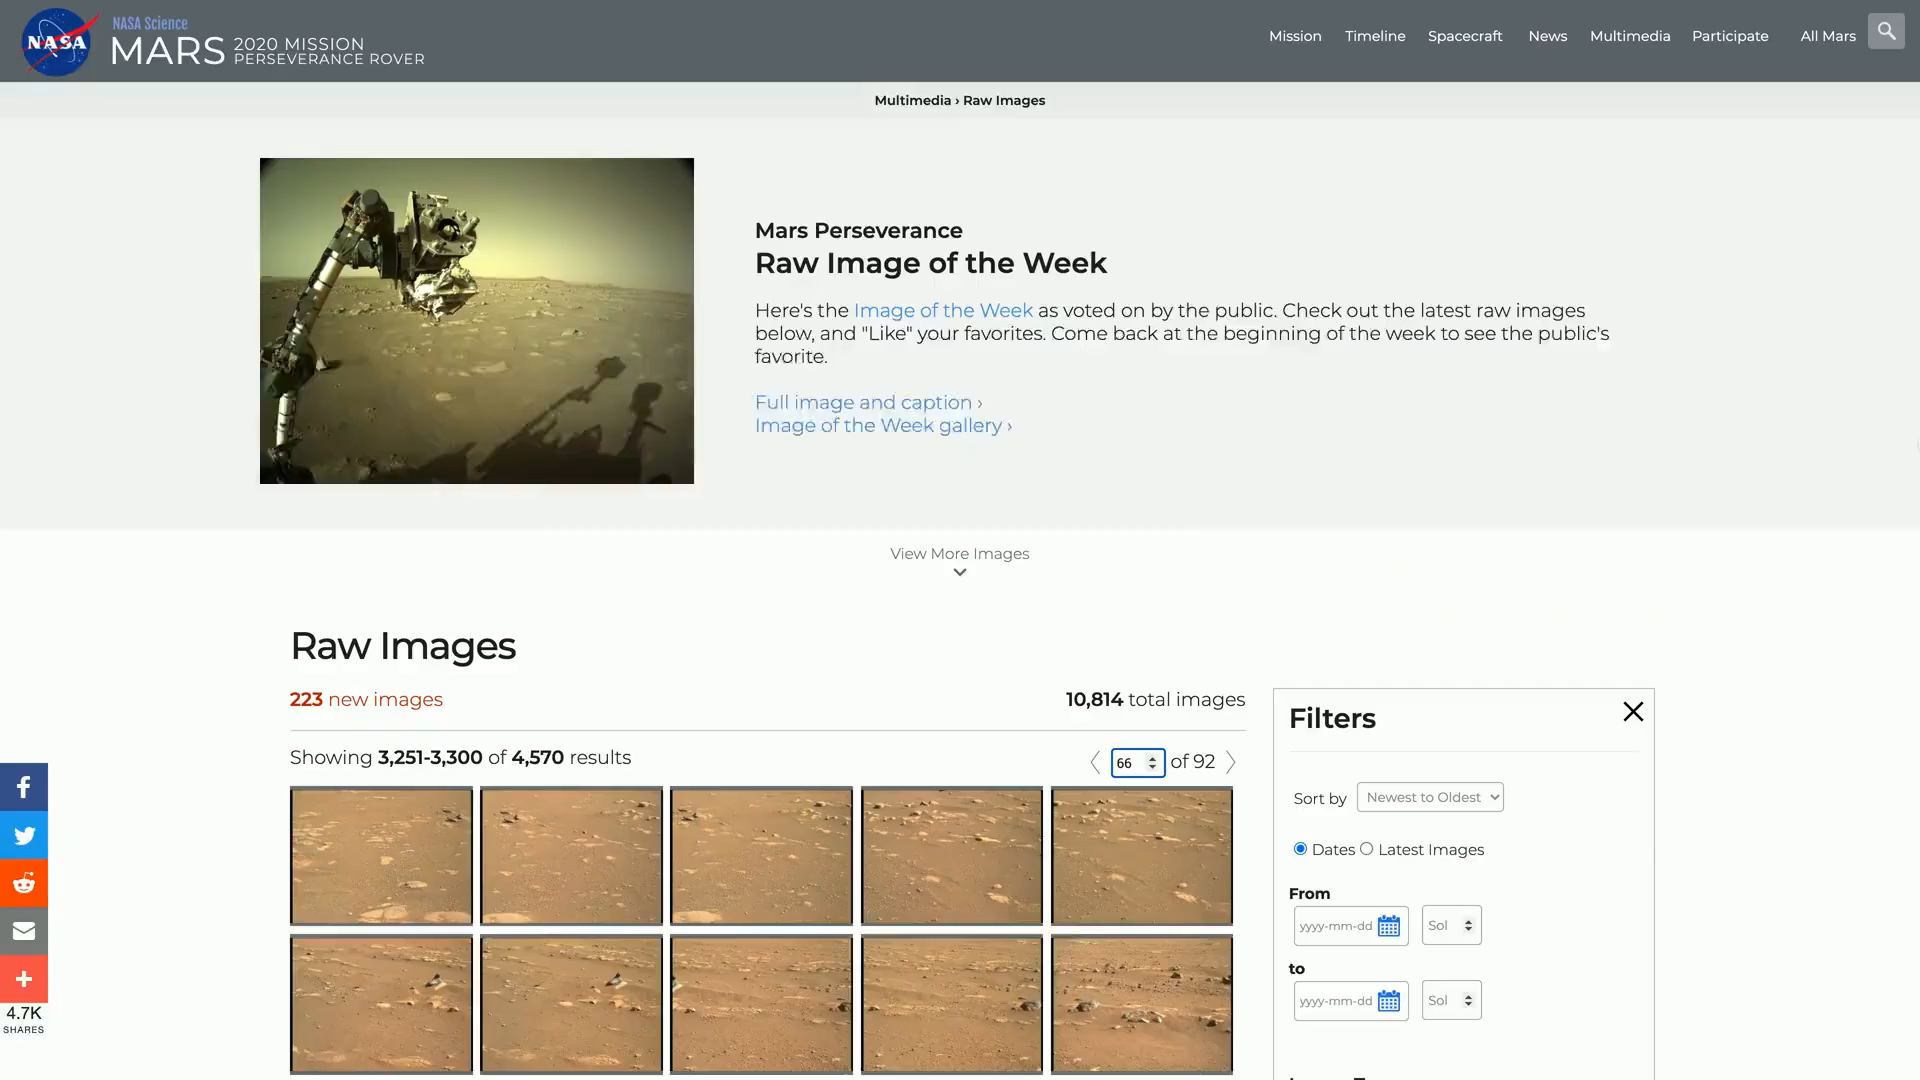 NASA
NASA Science
MARS 2020 MISSION
PERSEVERANCE ROVER
Mission Timeline Spacecraft News Multimedia Participate All Mars
Multimedia › Raw Images
Mars Perseverance
Raw Image of the Week
Here's the Image of the Week as voted on by the public. Check out the latest raw images
below, and "Like" your favorites. Come back at the beginning of the week to see the public's
favorite.
Full image and caption ›
Image of the Week gallery ›
View More Images
Raw Images
223 new images
10,814 total images
Showing 3,251-3,300 of 4,570 results
66 of 92
Filters
Sort by Newest to Oldest
Dates Latest Images
From
yyyy-mm-dd Sol
to
yyyy-mm-dd Sol
4.7K
SHARES